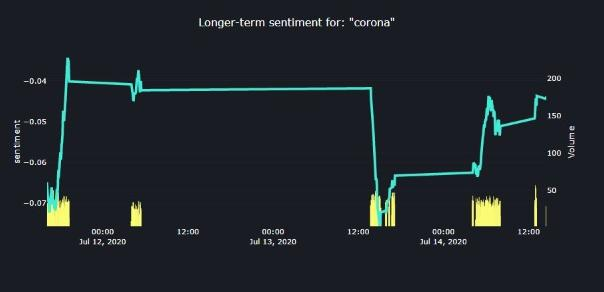 Longer-term sentiment for: "corona"
−0.04
−0.05
−0.06
−0.07
sentiment
200
150
100
50
Volume
00:00
Jul 12, 2020
12:00
00:00
Jul 13, 2020
12:00
00:00
Jul 14, 2020
12:00